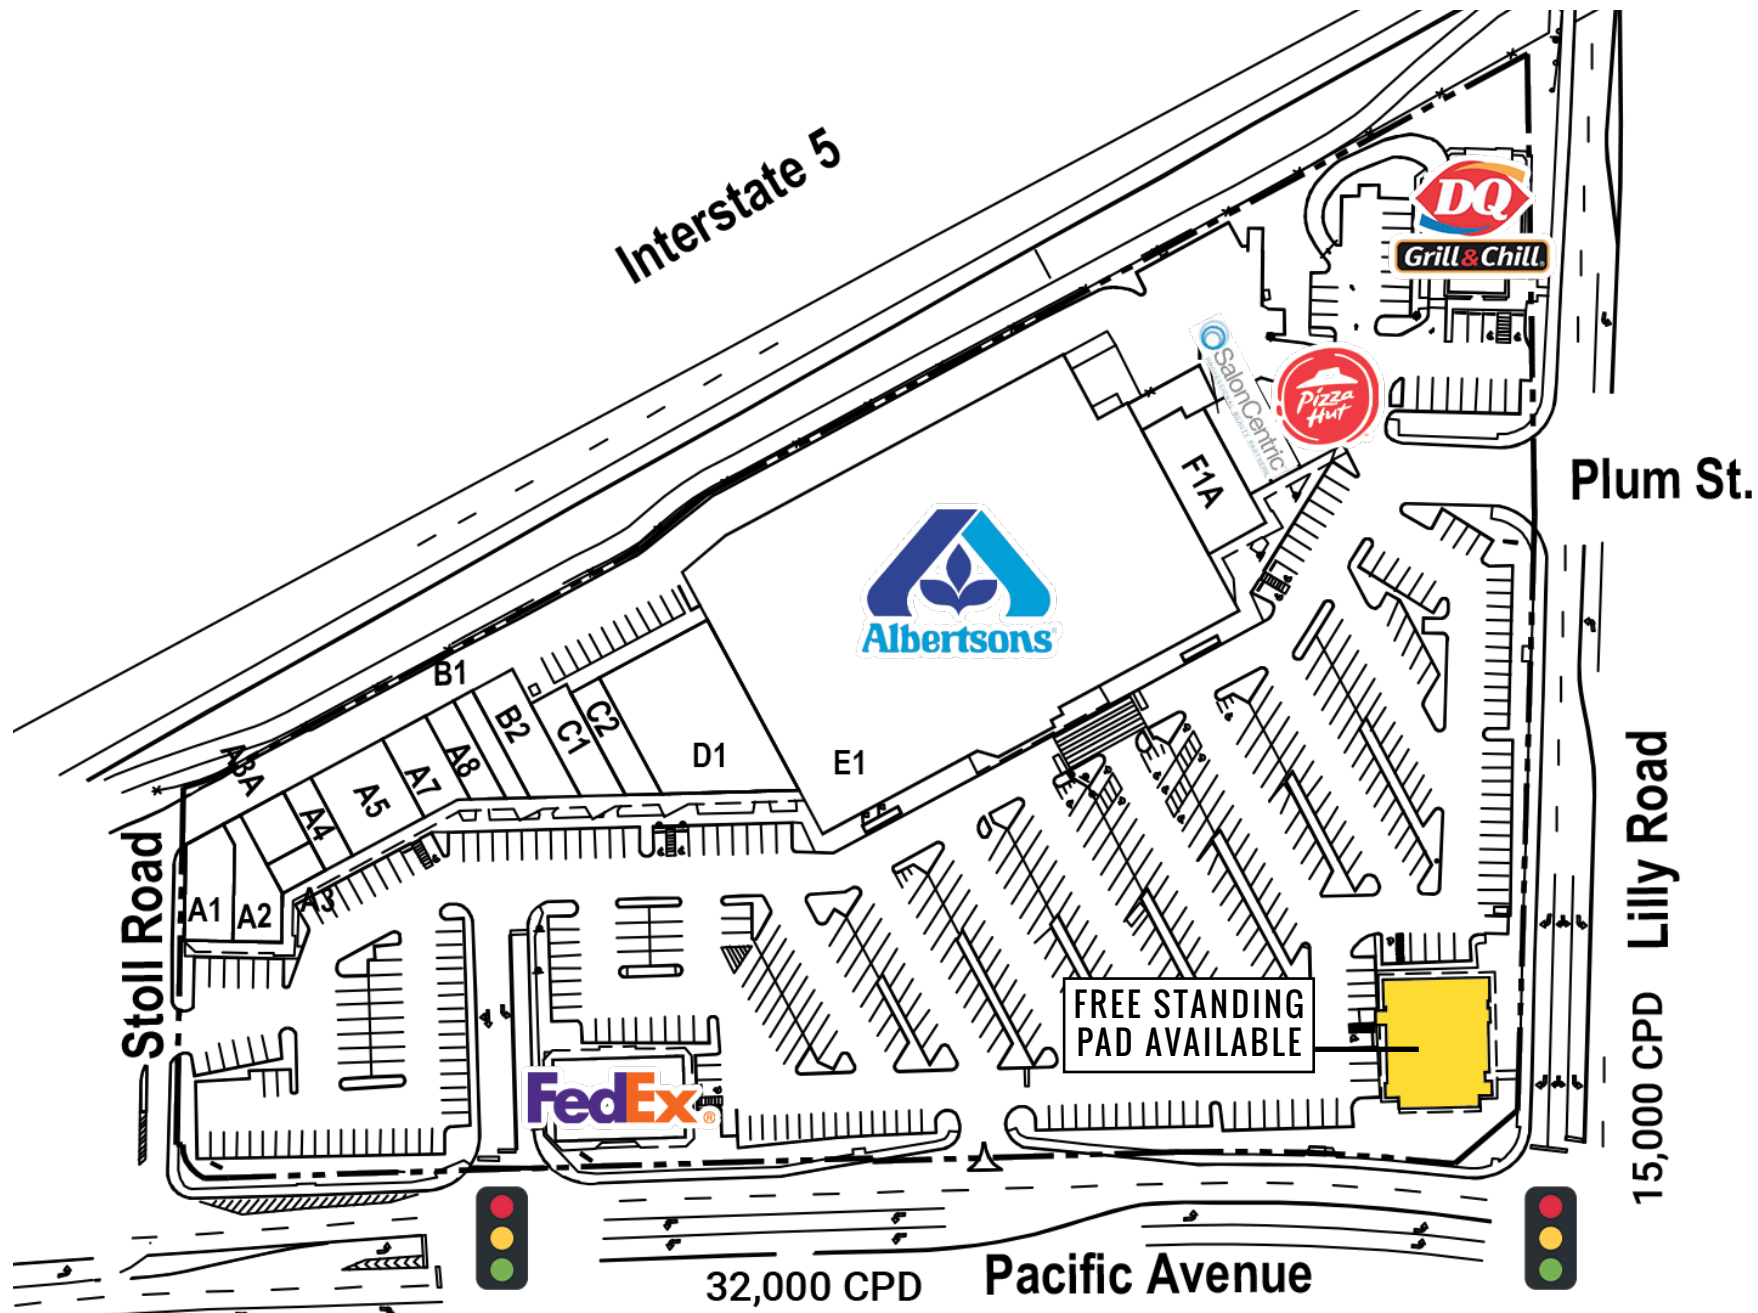 Interstate 5
DQ
Grill&Chill®
SalonCentric
Pizza
Hut
F1A
Plum St.
Albertsons®
B1
B2
C1
C2
D1
E1
A8
A7
A5
A4
A3A
A3
A1
A2
Stoll Road
Lilly Road
15,000 CPD
FREE STANDING
PAD AVAILABLE
FedEx®
32,000 CPD
Pacific Avenue